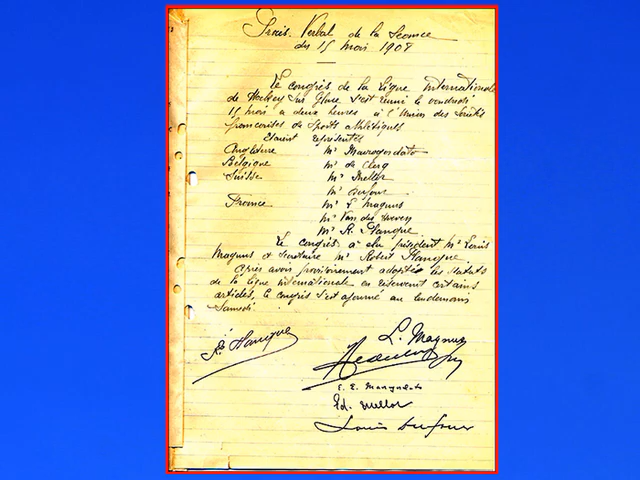 Procès Verbal de la Séance
du 15 mai 1908
Le congrès de la Ligue Internationale
de Hockey sur glace s'est réuni le vendredi
15 mai a deux heures à l'Union des Sociétés
françaises de Sports athlétiques
Etaient représentés
Angleterre Mr Mavrogordato
Belgique Mr de Clerq
Suisse Mr Mellor
Mr Dufour
France Mr L Magnus
Mr Van der Hoeven
Mr R. Planque
Le congrès a élu président Mr Louis
Magnus et secrétaire Mr Robert Planque
Après avoir provisoirement adopté les statuts
de la ligue internationale en réservant certains
articles, le congrès s'est ajourné au lendemain
Samedi.
R. Planque
L. Magnus
Ed. Mellor
Louis Dufour